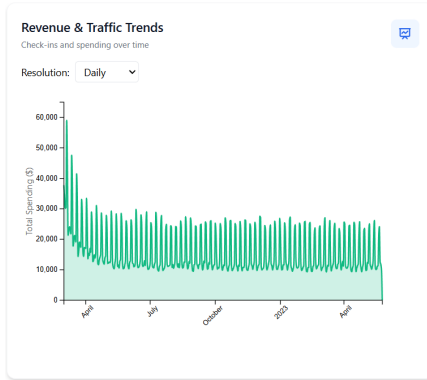 Revenue & Traffic Trends
Check-ins and spending over time
Resolution: Daily
Total Spending ($)
60,000
50,000
40,000
30,000
20,000
10,000
0
April July October 2023 April